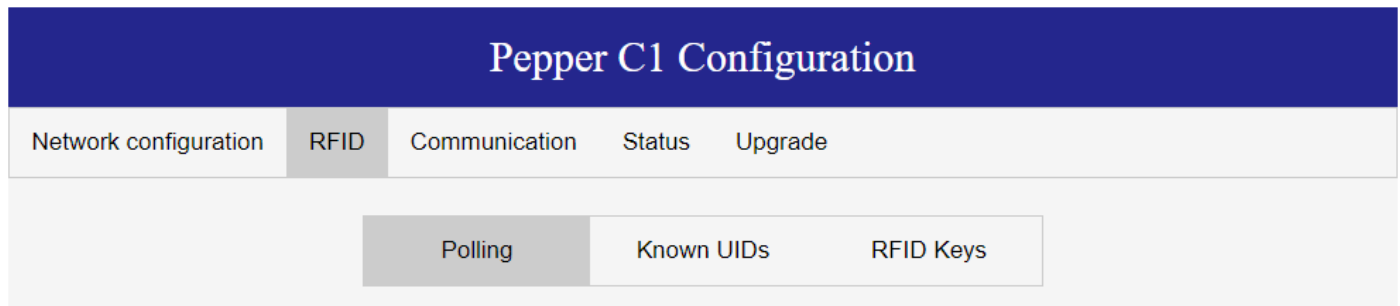 Pepper C1 Configuration
Network configuration RFID Communication Status Upgrade
Polling Known UIDs RFID Keys